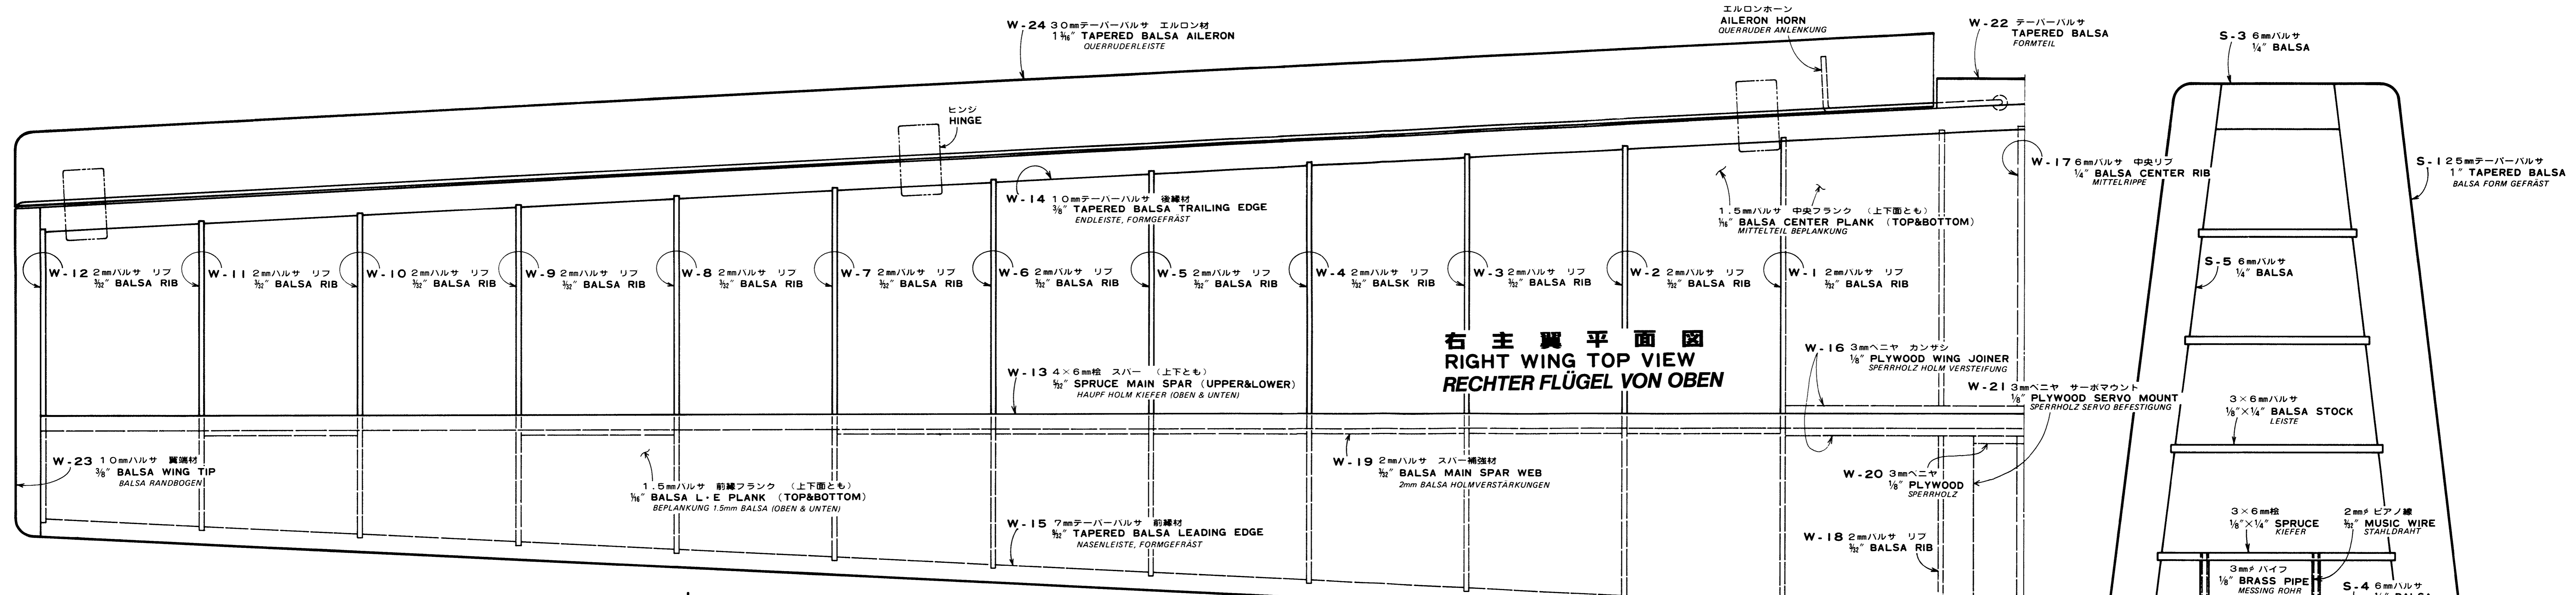 W-24 30mmテーパーバルサ エルロン材
1 3/16" TAPERED BALSA AILERON
QUERRUDERLEISTE
エルロンホーン
AILERON HORN
QUERRUDER ANLENKUNG
W-22 テーパーバルサ
TAPERED BALSA
FORMTEIL
S-3 6mmバルサ
1/4" BALSA
ヒンジ
HINGE
W-17 6mmバルサ 中央リブ
1/4" BALSA CENTER RIB
MITTELRIPPE
S-1 25mmテーパーバルサ
1" TAPERED BALSA
BALSA FORM GEFRÄST
W-14 10mmテーパーバルサ 後縁材
3/8" TAPERED BALSA TRAILING EDGE
ENDLEISTE, FORMGEFRÄST
1.5mmバルサ 中央プランク (上下面とも)
1/16" BALSA CENTER PLANK (TOP&BOTTOM)
MITTELTEIL BEPLANKUNG
W-12 2mmバルサ リブ
3/32" BALSA RIB
W-11 2mmバルサ リブ
3/32" BALSA RIB
W-10 2mmバルサ リブ
3/32" BALSA RIB
W-9 2mmバルサ リブ
3/32" BALSA RIB
W-8 2mmバルサ リブ
3/32" BALSA RIB
W-7 2mmバルサ リブ
3/32" BALSA RIB
W-6 2mmバルサ リブ
3/32" BALSA RIB
W-5 2mmバルサ リブ
3/32" BALSA RIB
W-4 2mmバルサ リブ
3/32" BALSK RIB
W-3 2mmバルサ リブ
3/32" BALSA RIB
W-2 2mmバルサ リブ
3/32" BALSA RIB
W-1 2mmバルサ リブ
3/32" BALSA RIB
S-5 6mmバルサ
1/4" BALSA
右主翼平面図
RIGHT WING TOP VIEW
RECHTER FLÜGEL VON OBEN
W-16 3mmベニヤ カンザシ
1/8" PLYWOOD WING JOINER
SPERRHOLZ HOLM VERSTEIFUNG
W-13 4×6mm桧 スパー (上下とも)
5/32" SPRUCE MAIN SPAR (UPPER&LOWER)
HAUPF HOLM KIEFER (OBEN & UNTEN)
W-21 3mmベニヤ サーボマウント
1/8" PLYWOOD SERVO MOUNT
SPERRHOLZ SERVO BEFESTIGUNG
3×6mmバルサ
1/8"×1/4" BALSA STOCK
LEISTE
W-23 10mmバルサ 翼端材
3/8" BALSA WING TIP
BALSA RANDBOGEN
W-19 2mmバルサ スパー補強材
3/32" BALSA MAIN SPAR WEB
2mm BALSA HOLMVERSTÄRKUNGEN
W-20 3mmベニヤ
1/8" PLYWOOD
SPERRHOLZ
1.5mmバルサ 前縁プランク (上下面とも)
1/16" BALSA L·E PLANK (TOP&BOTTOM)
BEPLANKUNG 1.5mm BALSA (OBEN & UNTEN)
W-15 7mmテーパーバルサ 前縁材
9/32" TAPERED BALSA LEADING EDGE
NASENLEISTE, FORMGEFRÄST
W-18 2mmバルサ リブ
3/32" BALSA RIB
3×6mm桧
1/8"×1/4" SPRUCE
KIEFER
2mmφ ピアノ線
3/32" MUSIC WIRE
STAHLDRAHT
3mmφ パイプ
1/8" BRASS PIPE
MESSING ROHR
S-4 6mmバルサ